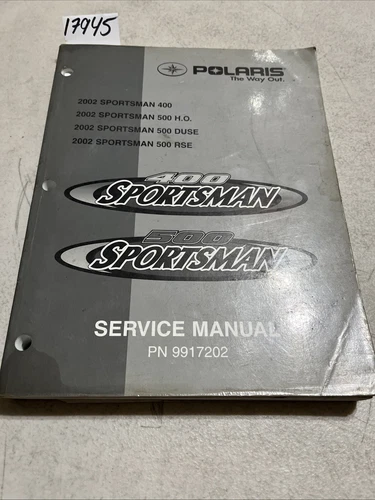 17945
POLARIS
The Way Out.
2002 SPORTSMAN 400
2002 SPORTSMAN 500 H.O.
2002 SPORTSMAN 500 DUSE
2002 SPORTSMAN 500 RSE
400
SPORTSMAN
500
SPORTSMAN
SERVICE MANUAL
PN 9917202